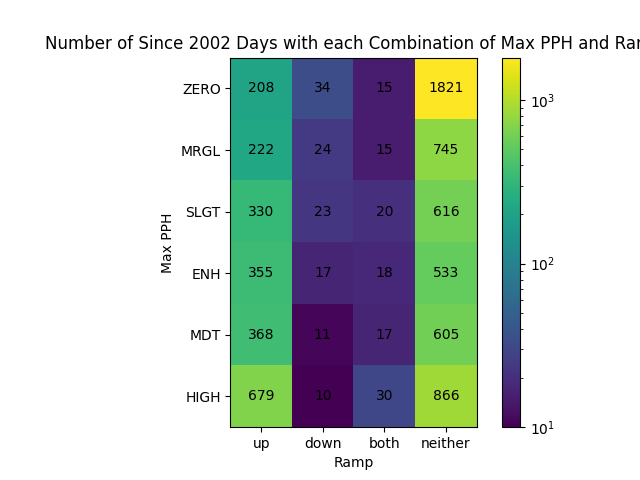 Number of Since 2002 Days with each Combination of Max PPH and
ZERO 208 34 15 1821
MRGL 222 24 15 745
SLGT 330 23 20 616
ENH 355 17 18 533
MDT 368 11 17 605
HIGH 679 10 30 866
up down both neither
Ramp
Max PPH
10³
10²
10¹